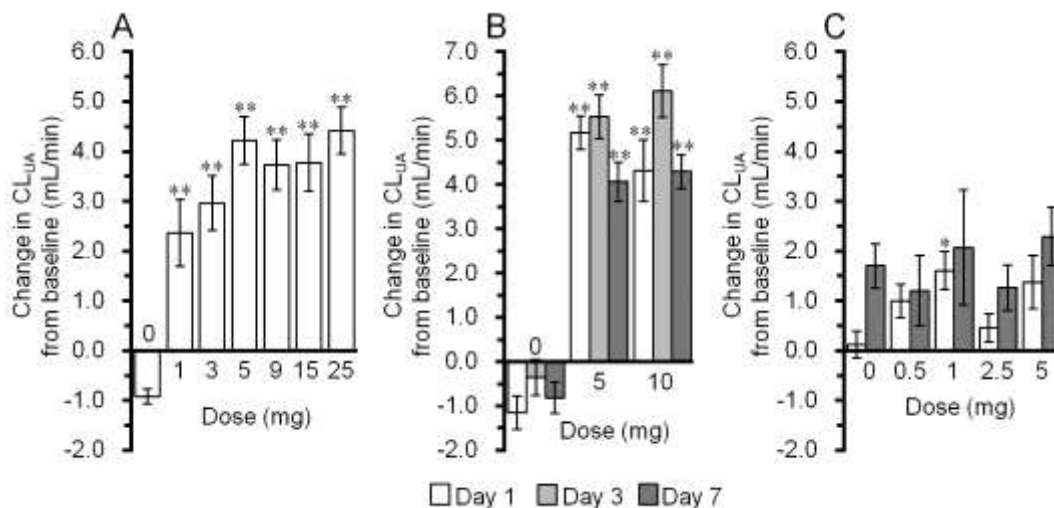 A
Change in CL_UA
from baseline (mL/min)
6.0
5.0
4.0
3.0
2.0
1.0
0.0
-1.0
-2.0
**
**
**
**
**
**
0
1 3 5 9 15 25
Dose (mg)
B
Change in CL_UA
from baseline (mL/min)
7.0
6.0
5.0
4.0
3.0
2.0
1.0
0.0
-1.0
-2.0
**
**
**
**
**
**
0
5 10
Dose (mg)
C
Change in CL_UA
from baseline (mL/min)
6.0
5.0
4.0
3.0
2.0
1.0
0.0
-1.0
-2.0
*
0 0.5 1 2.5 5
Dose (mg)
Day 1 Day 3 Day 7